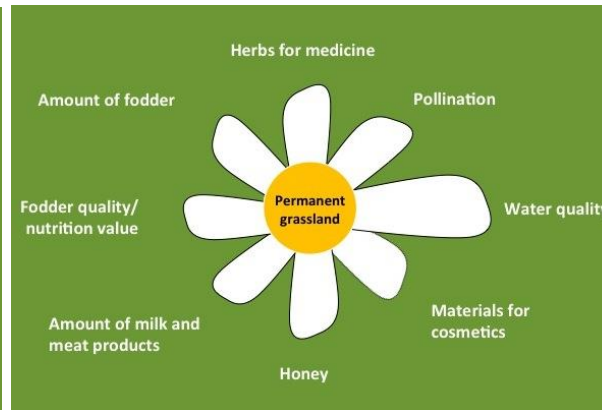 Herbs for medicine
Amount of fodder
Pollination
Fodder quality/
nutrition value
Permanent
grassland
Water quality
Amount of milk and
meat products
Materials for
cosmetics
Honey